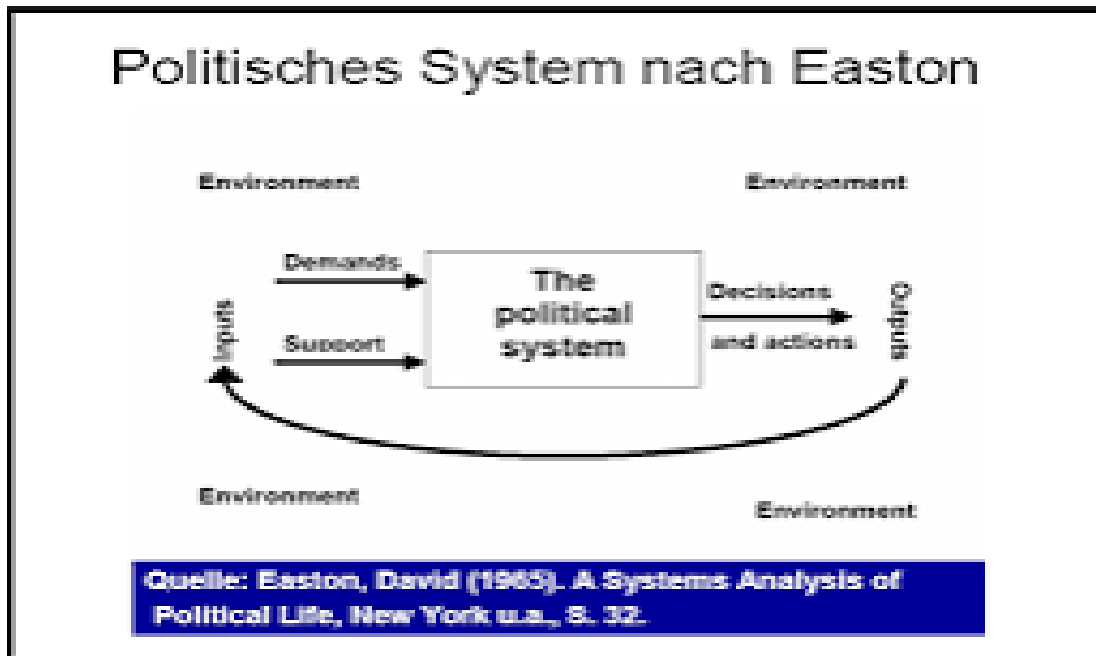 Politisches System nach Easton
Environment
Environment
Demands
The
political
system
Decisions
and actions
Support
Inputs
Outputs
Environment
Environment
Quelle: Easton, David (1965). A Systems Analysis of
Political Life, New York u.a., S. 32.